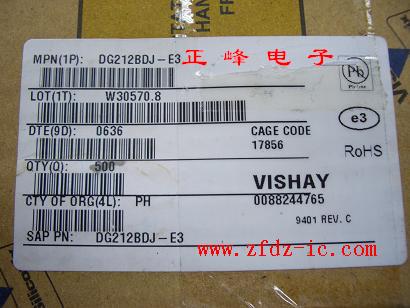 正峰电子
MPN(1P): DG212BDJ-E3
Pb
LOT(1T): W30570.8
e3
DTE(9D): 0636
CAGE CODE
17856
RoHS
QTY(Q): 500
VISHAY
CTY OF ORG(4L): PH
0088244765
9401 REV. C
SAP PN: DG212BDJ-E3
www.zfdz-ic.com